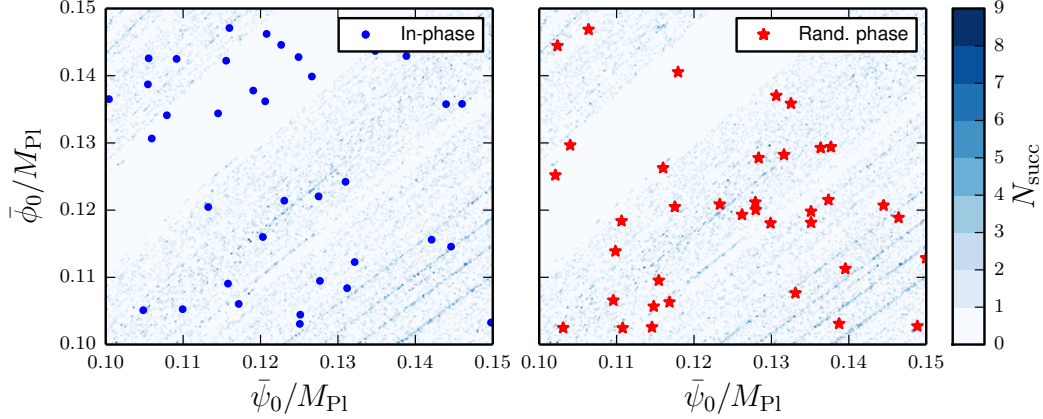 In-phase
Rand. phase
0.15
0.14
0.13
0.12
0.11
0.10
ϕ̄₀/M_Pl
0.10 0.11 0.12 0.13 0.14 0.15
ψ̄₀/M_Pl
0.10 0.11 0.12 0.13 0.14 0.15
ψ̄₀/M_Pl
9
8
7
6
5
4
3
2
1
0
N_succ